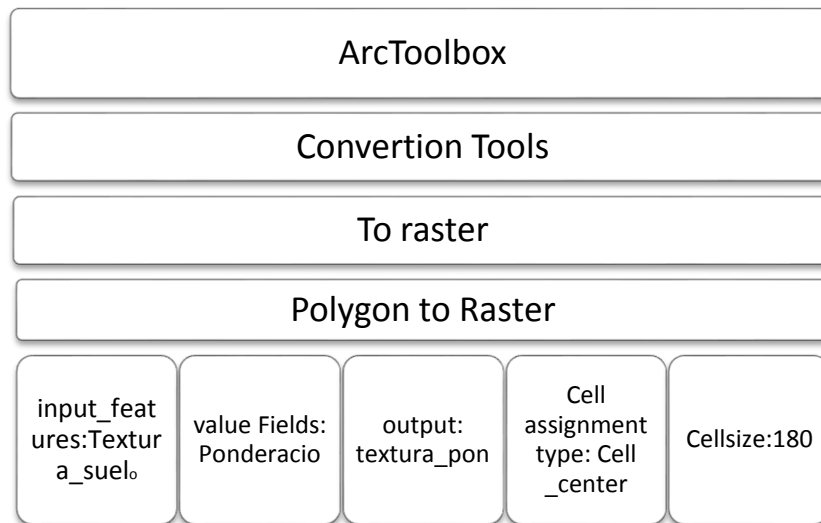 ArcToolbox
Convertion Tools
To raster
Polygon to Raster
input_feat
ures:Textur
a_suelo
value Fields:
Ponderacio
output:
textura_pon
Cell
assignment
type: Cell
_center
Cellsize:180